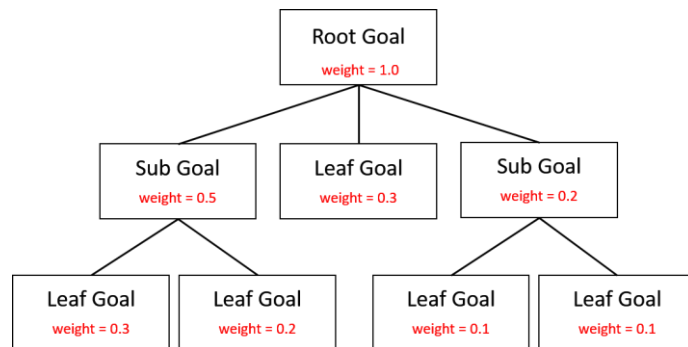 Root Goal
weight = 1.0
Sub Goal
weight = 0.5
Leaf Goal
weight = 0.3
Sub Goal
weight = 0.2
Leaf Goal
weight = 0.3
Leaf Goal
weight = 0.2
Leaf Goal
weight = 0.1
Leaf Goal
weight = 0.1